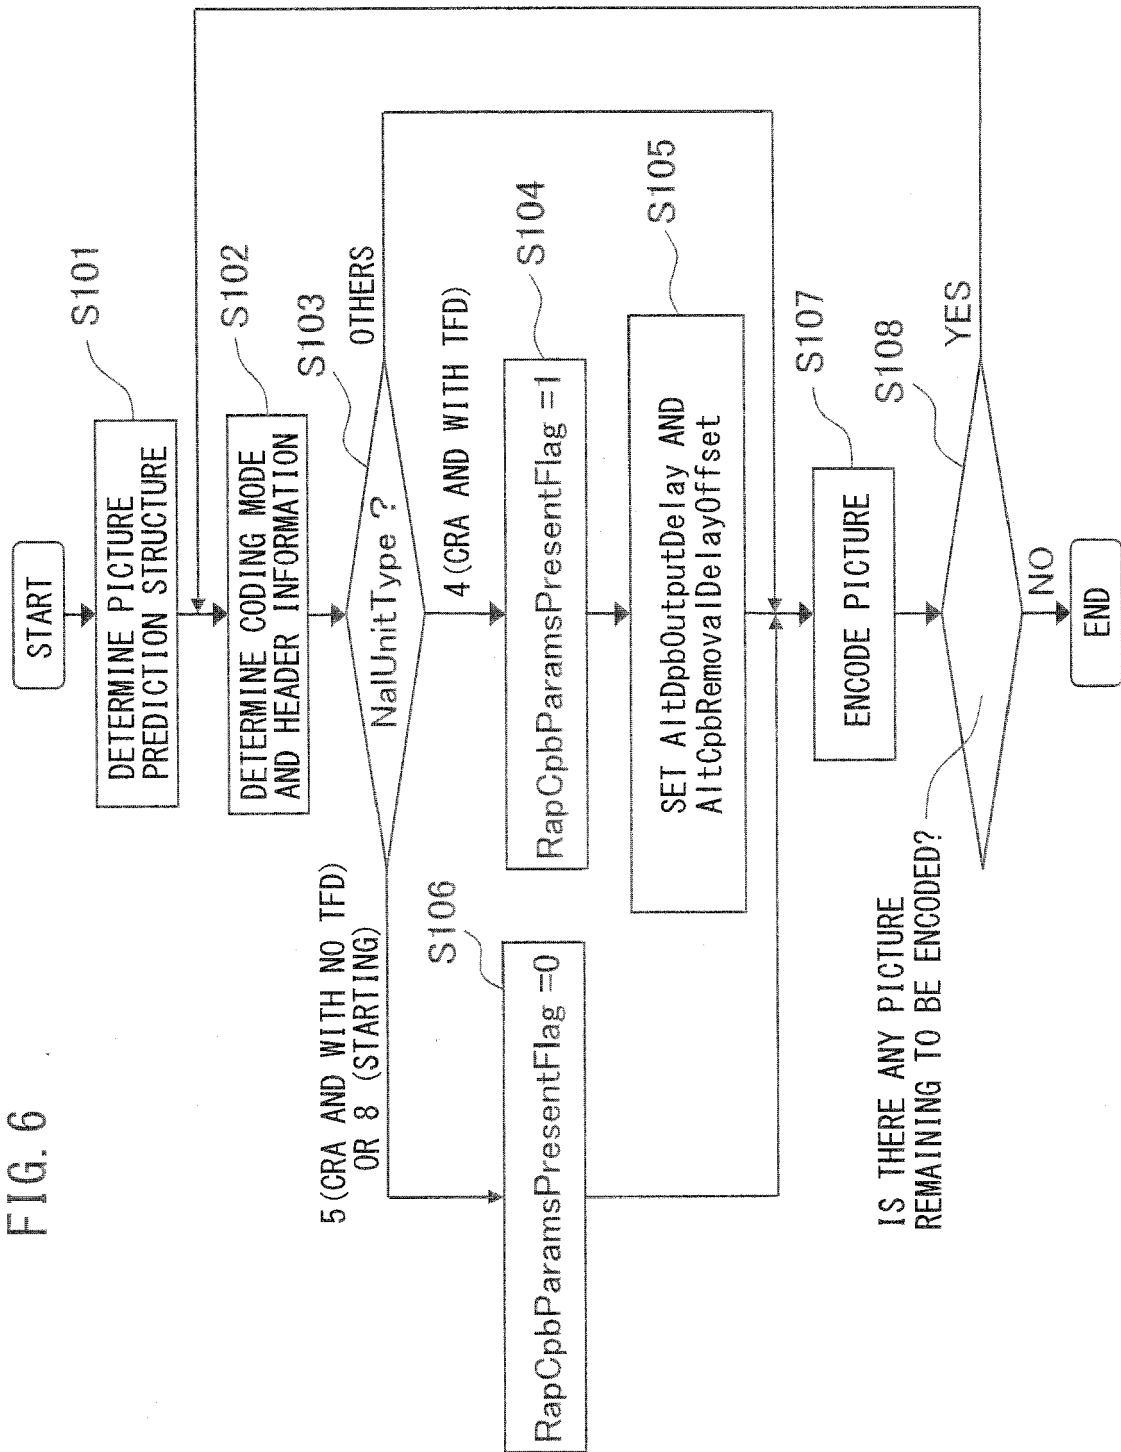 FIG. 6
START
DETERMINE PICTURE
PREDICTION STRUCTURE
S101
DETERMINE CODING MODE
AND HEADER INFORMATION
S102
NalUnitType ?
S103
OTHERS
5(CRA AND WITH NO TFD)
OR 8 (STARTING)
4(CRA AND WITH TFD)
S106
RapCpbParamsPresentFlag =0
RapCpbParamsPresentFlag =1
S104
SET AltDpbOutputDelay AND
AltCpbRemovalDelayOffset
S105
ENCODE PICTURE
S107
IS THERE ANY PICTURE
REMAINING TO BE ENCODED?
S108
YES
NO
END